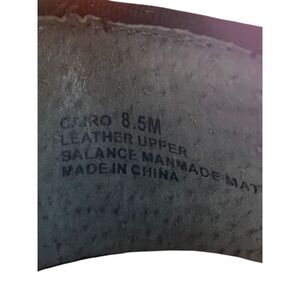 CAIRO 8.5M
LEATHER UPPER
BALANCE MANMADE MAT
MADE IN CHINA